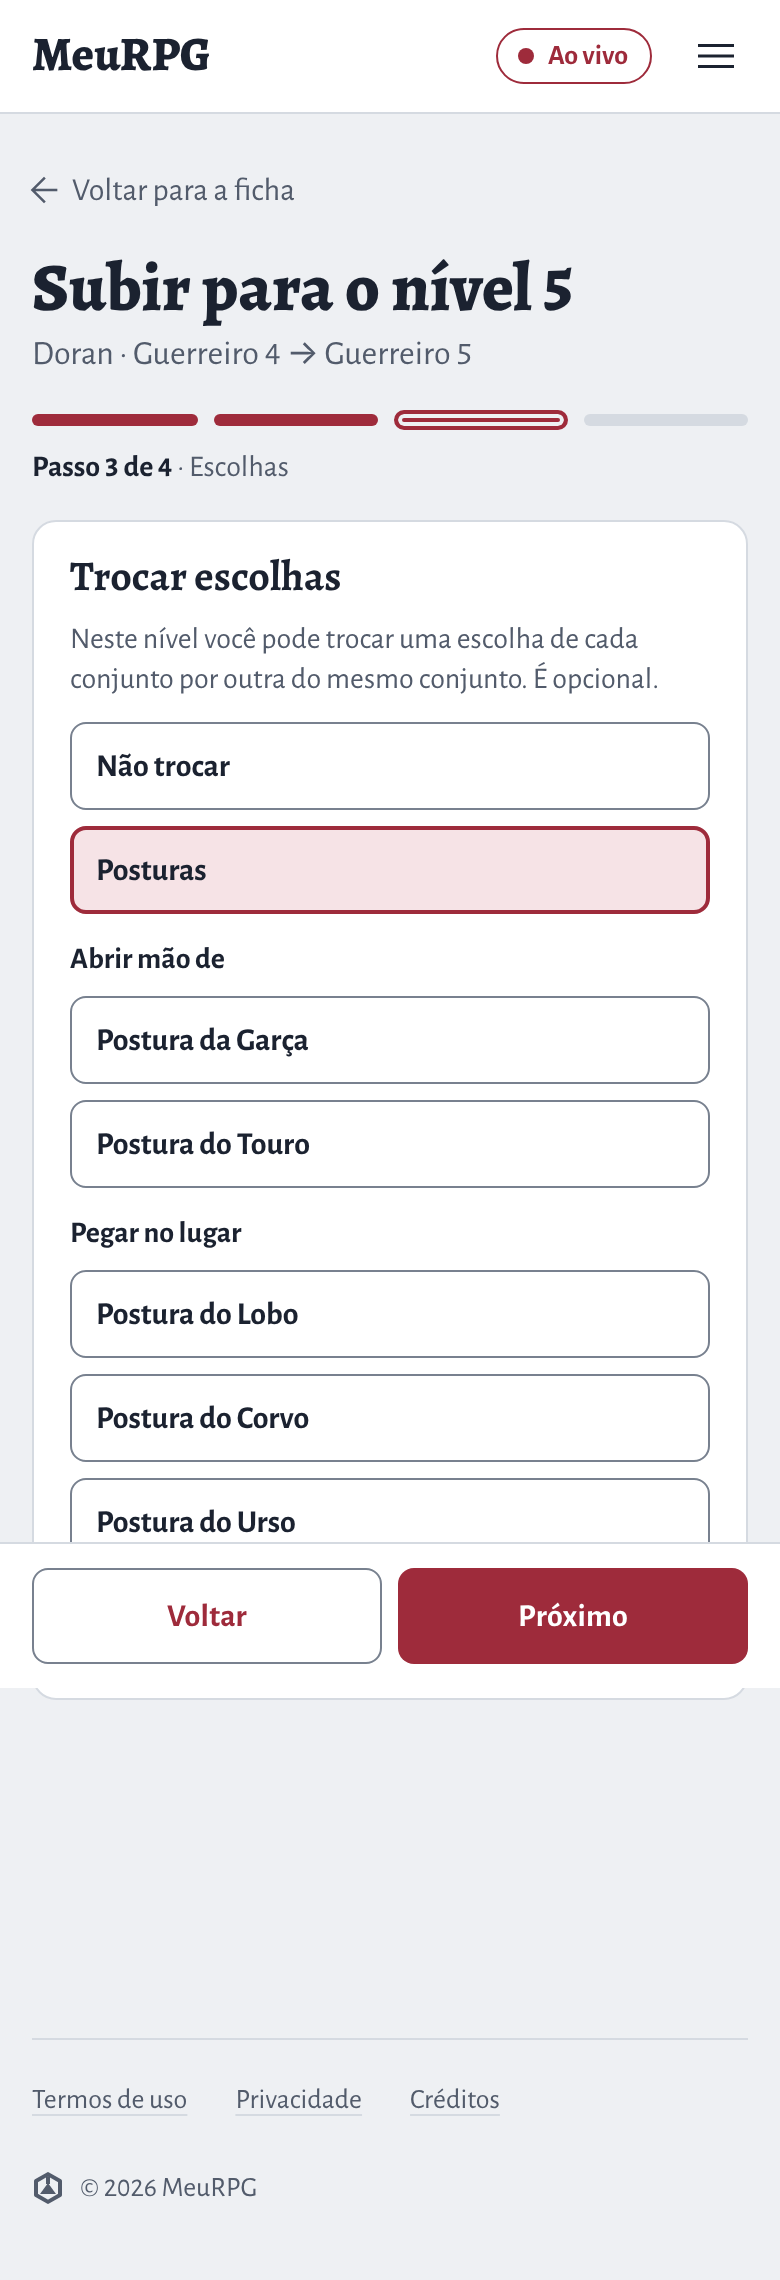 MeuRPG
Ao vivo
Voltar para a ficha
Subir para o nível 5
Doran · Guerreiro 4 → Guerreiro 5
Passo 3 de 4 · Escolhas
Trocar escolhas
Neste nível você pode trocar uma escolha de cada
conjunto por outra do mesmo conjunto. É opcional.
Não trocar
Posturas
Abrir mão de
Postura da Garça
Postura do Touro
Pegar no lugar
Postura do Lobo
Postura do Corvo
Postura do Urso
Voltar
Próximo
Termos de uso
Privacidade
Créditos
© 2026 MeuRPG